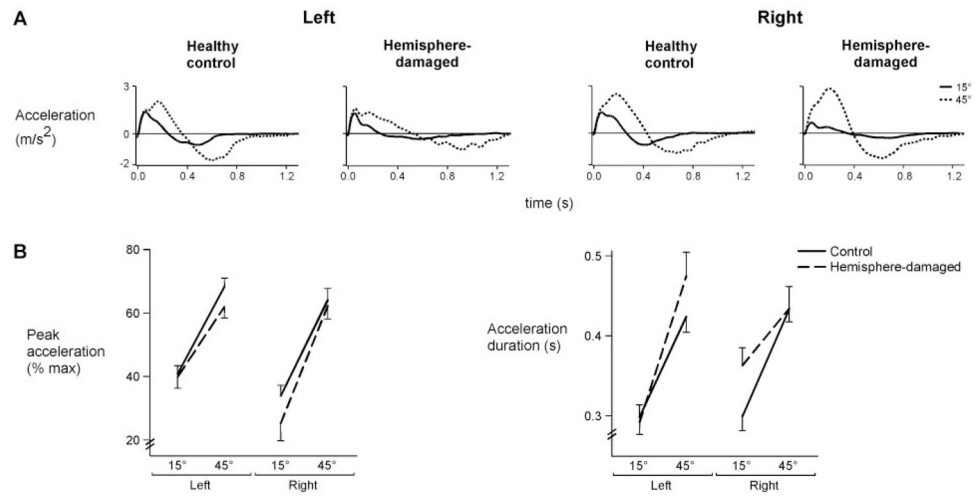 A
Left
Right
Healthy control
Hemisphere-damaged
Healthy control
Hemisphere-damaged
15°
45°
Acceleration
(m/s²)
3
0
-2
0.0 0.4 0.8 1.2
0.0 0.4 0.8 1.2
0.0 0.4 0.8 1.2
0.0 0.4 0.8 1.2
time (s)
B
Peak
acceleration
(% max)
80
60
40
20
15° 45° 15° 45°
Left Right
Acceleration
duration (s)
0.5
0.4
0.3
15° 45° 15° 45°
Left Right
Control
Hemisphere-damaged